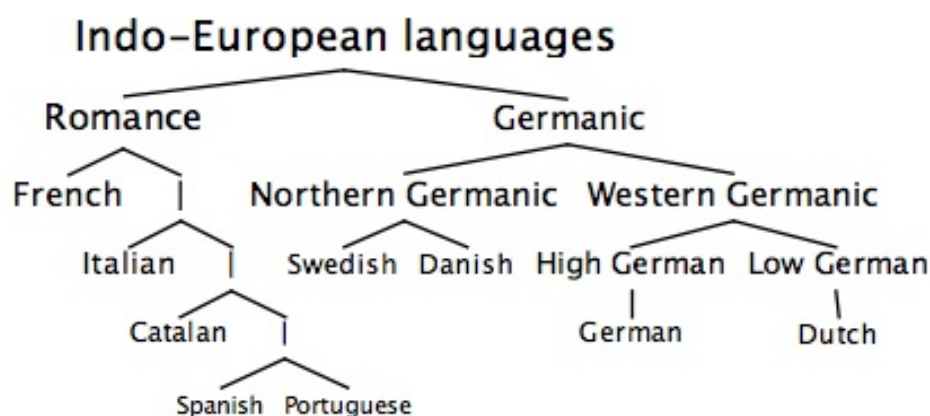 Indo-European languages
Romance Germanic
French Northern Germanic Western Germanic
Italian Swedish Danish High German Low German
Catalan German Dutch
Spanish Portuguese